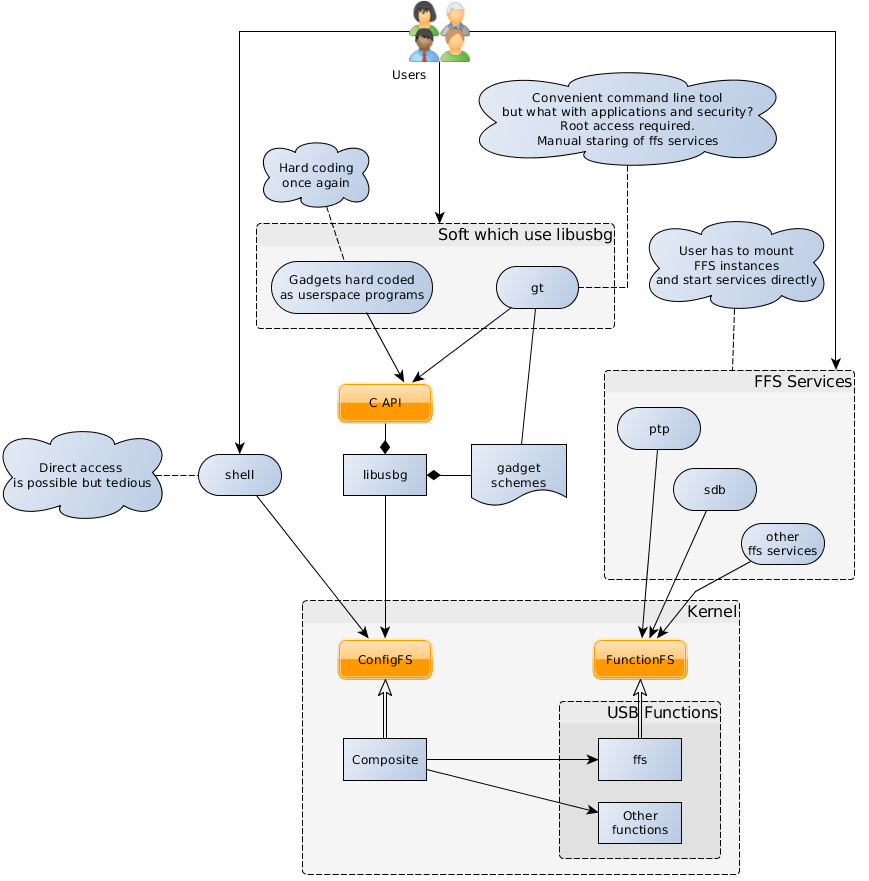 Users
Convenient command line tool
but what with applications and security?
Root access required.
Manual staring of ffs services
Hard coding
once again
Soft which use libusbg
User has to mount
FFS instances
and start services directly
Gadgets hard coded
as userspace programs
gt
FFS Services
C API
ptp
Direct access
is possible but tedious
shell
libusbg
gadget
schemes
sdb
other
ffs services
Kernel
ConfigFS
FunctionFS
USB Functions
Composite
ffs
Other
functions